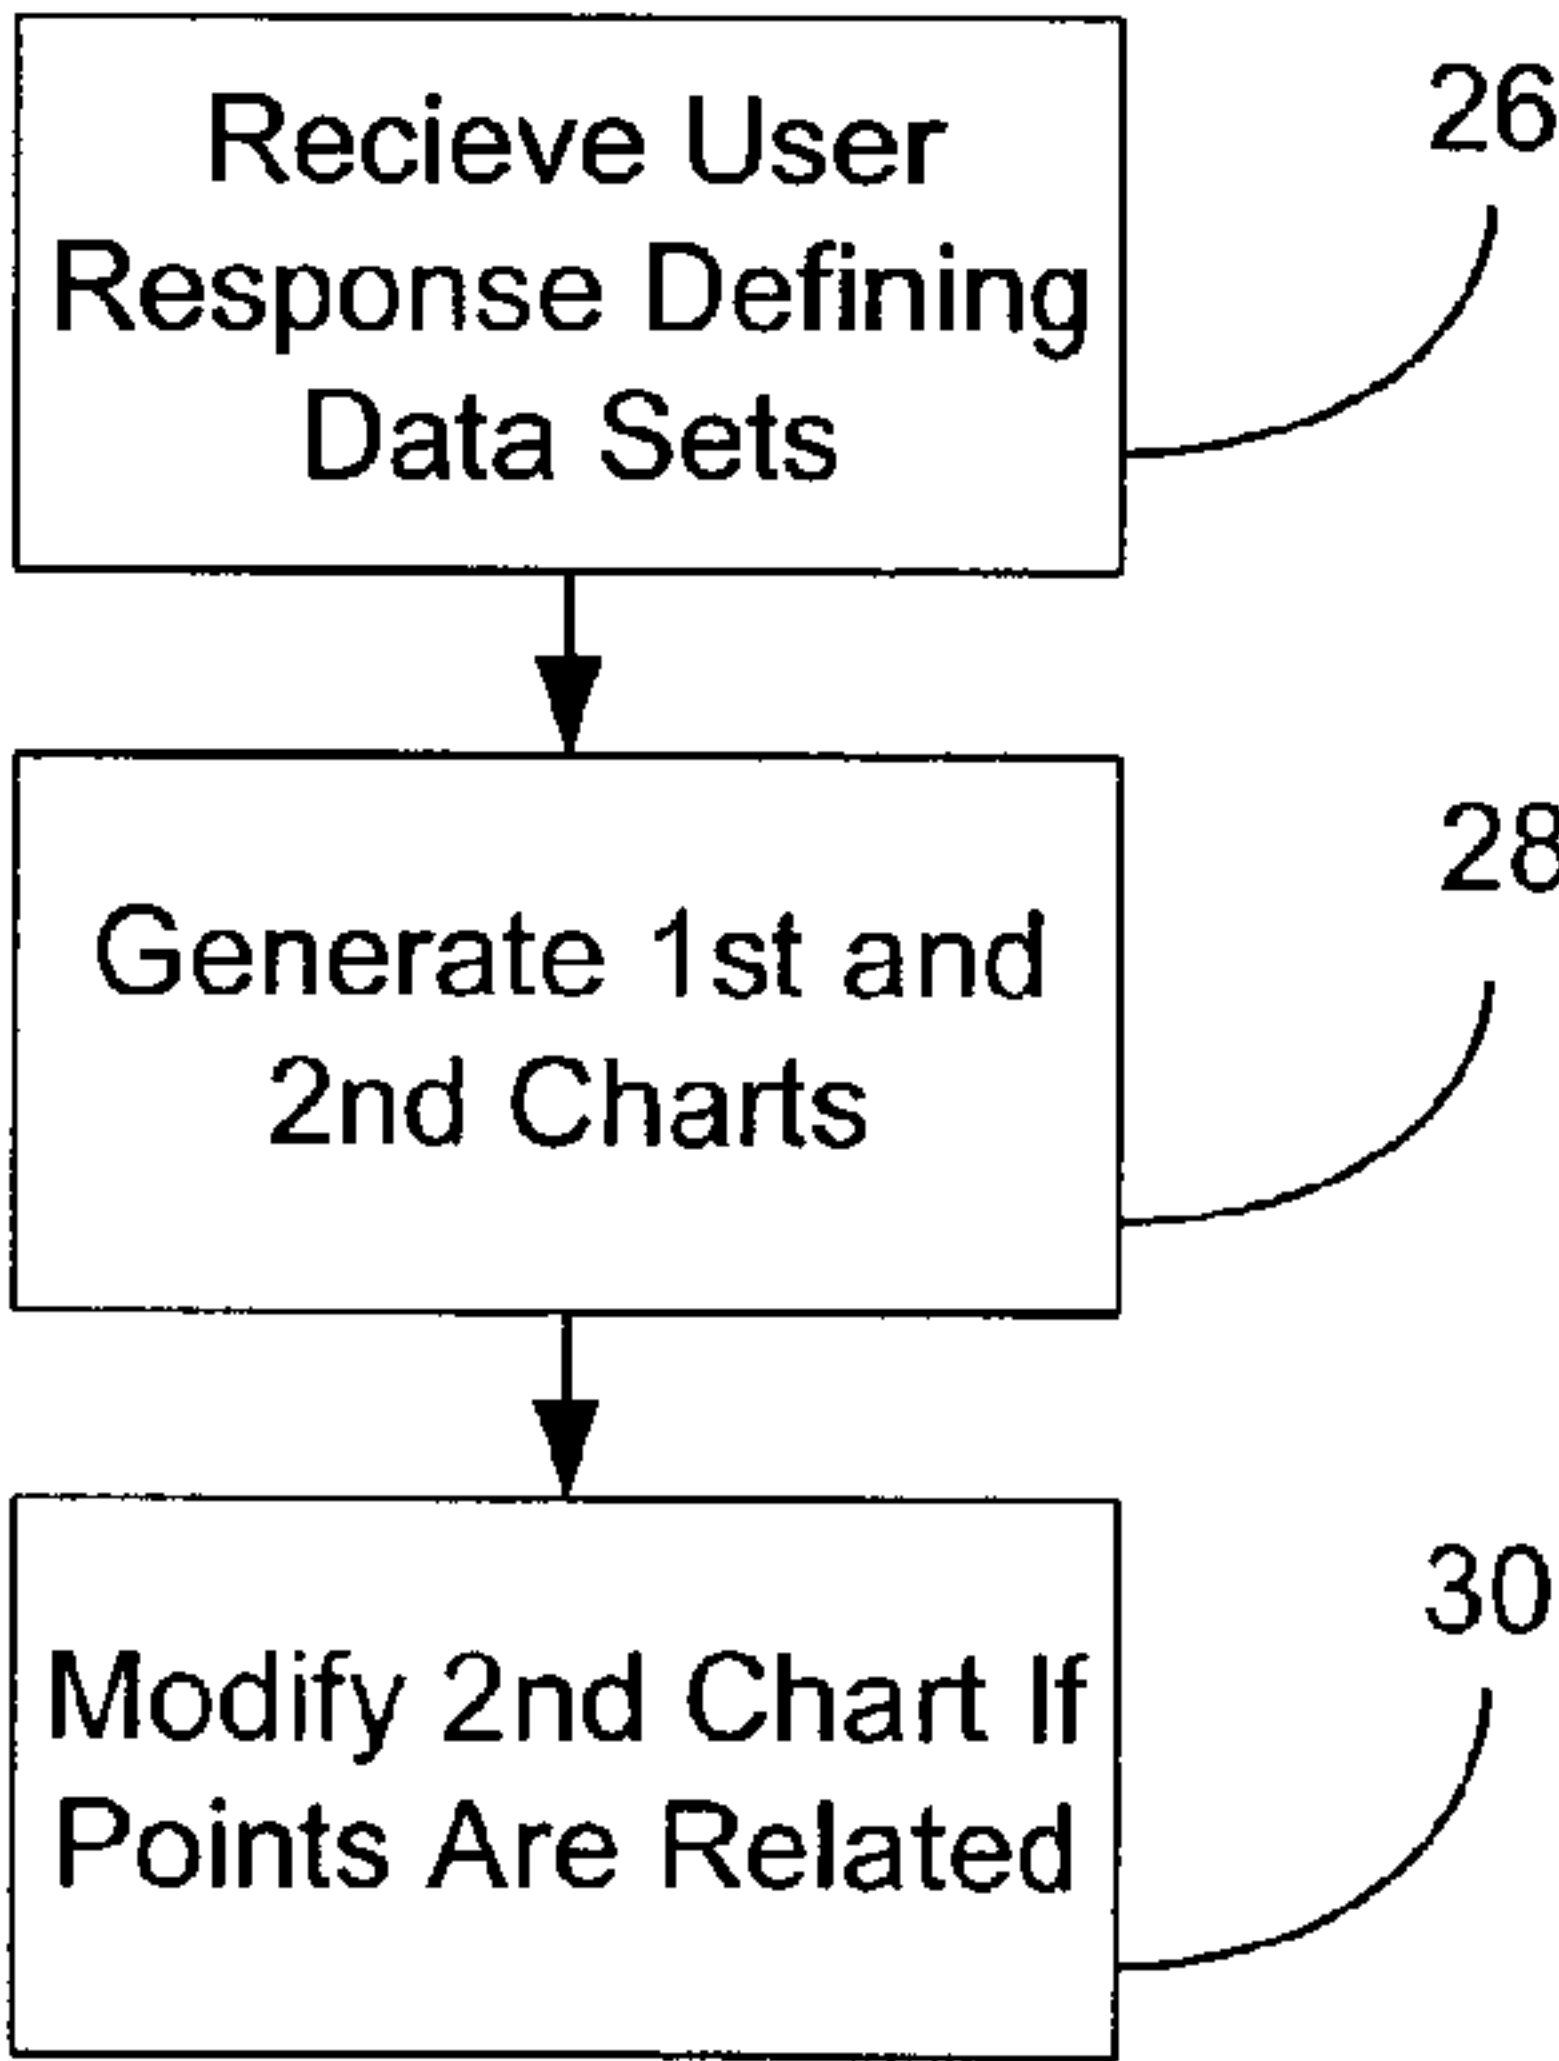 Recieve User
Response Defining
Data Sets
26
Generate 1st and
2nd Charts
28
Modify 2nd Chart If
Points Are Related
30